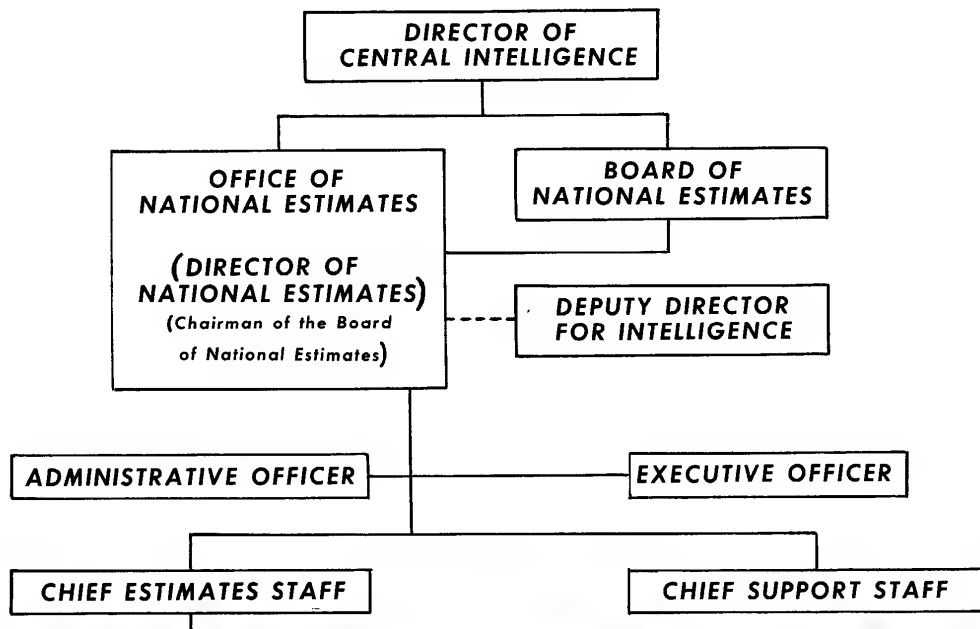 DIRECTOR OF
CENTRAL INTELLIGENCE
OFFICE OF
NATIONAL ESTIMATES
(DIRECTOR OF
NATIONAL ESTIMATES)
(Chairman of the Board
of National Estimates)
BOARD OF
NATIONAL ESTIMATES
DEPUTY DIRECTOR
FOR INTELLIGENCE
ADMINISTRATIVE OFFICER
EXECUTIVE OFFICER
CHIEF ESTIMATES STAFF
CHIEF SUPPORT STAFF